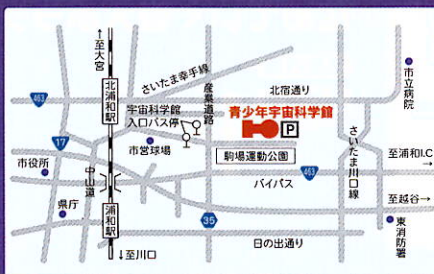 ↑至大宮
さいたま幸手線
463
北浦和駅
宇宙科学館
入口バス停
産業道路
北宿通り
青少年宇宙科学館
P
市立病院
17
市営球場
駒場運動公園
さいたま川口線
至浦和I.C
→
市役所
中山道
バイパス
463
県庁
浦和駅
35
至越谷
→
東消防署
日の出通り
↓至川口